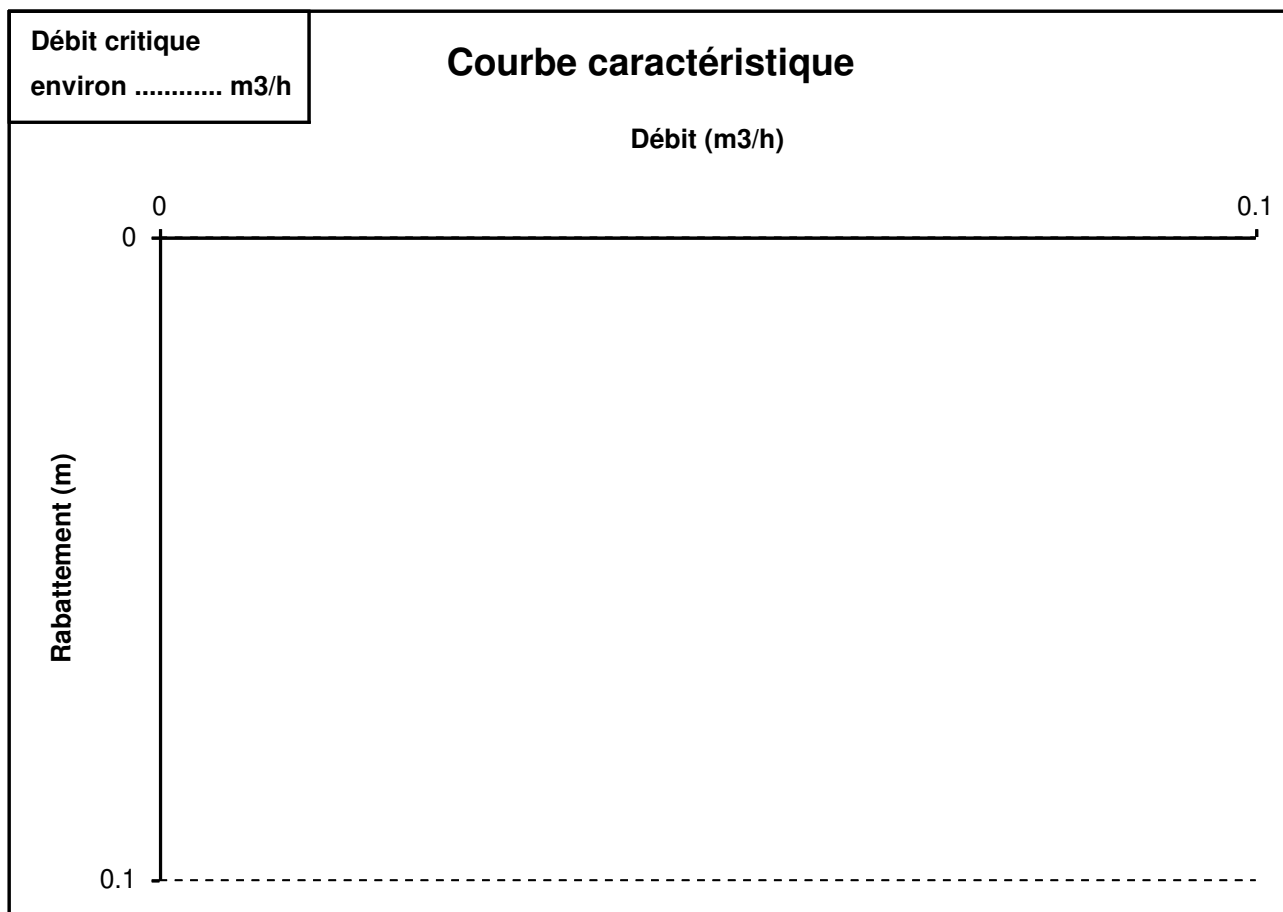 Débit critique
environ ............ m3/h
Courbe caractéristique
Débit (m3/h)
0
0.1
0
Rabattement (m)
0.1